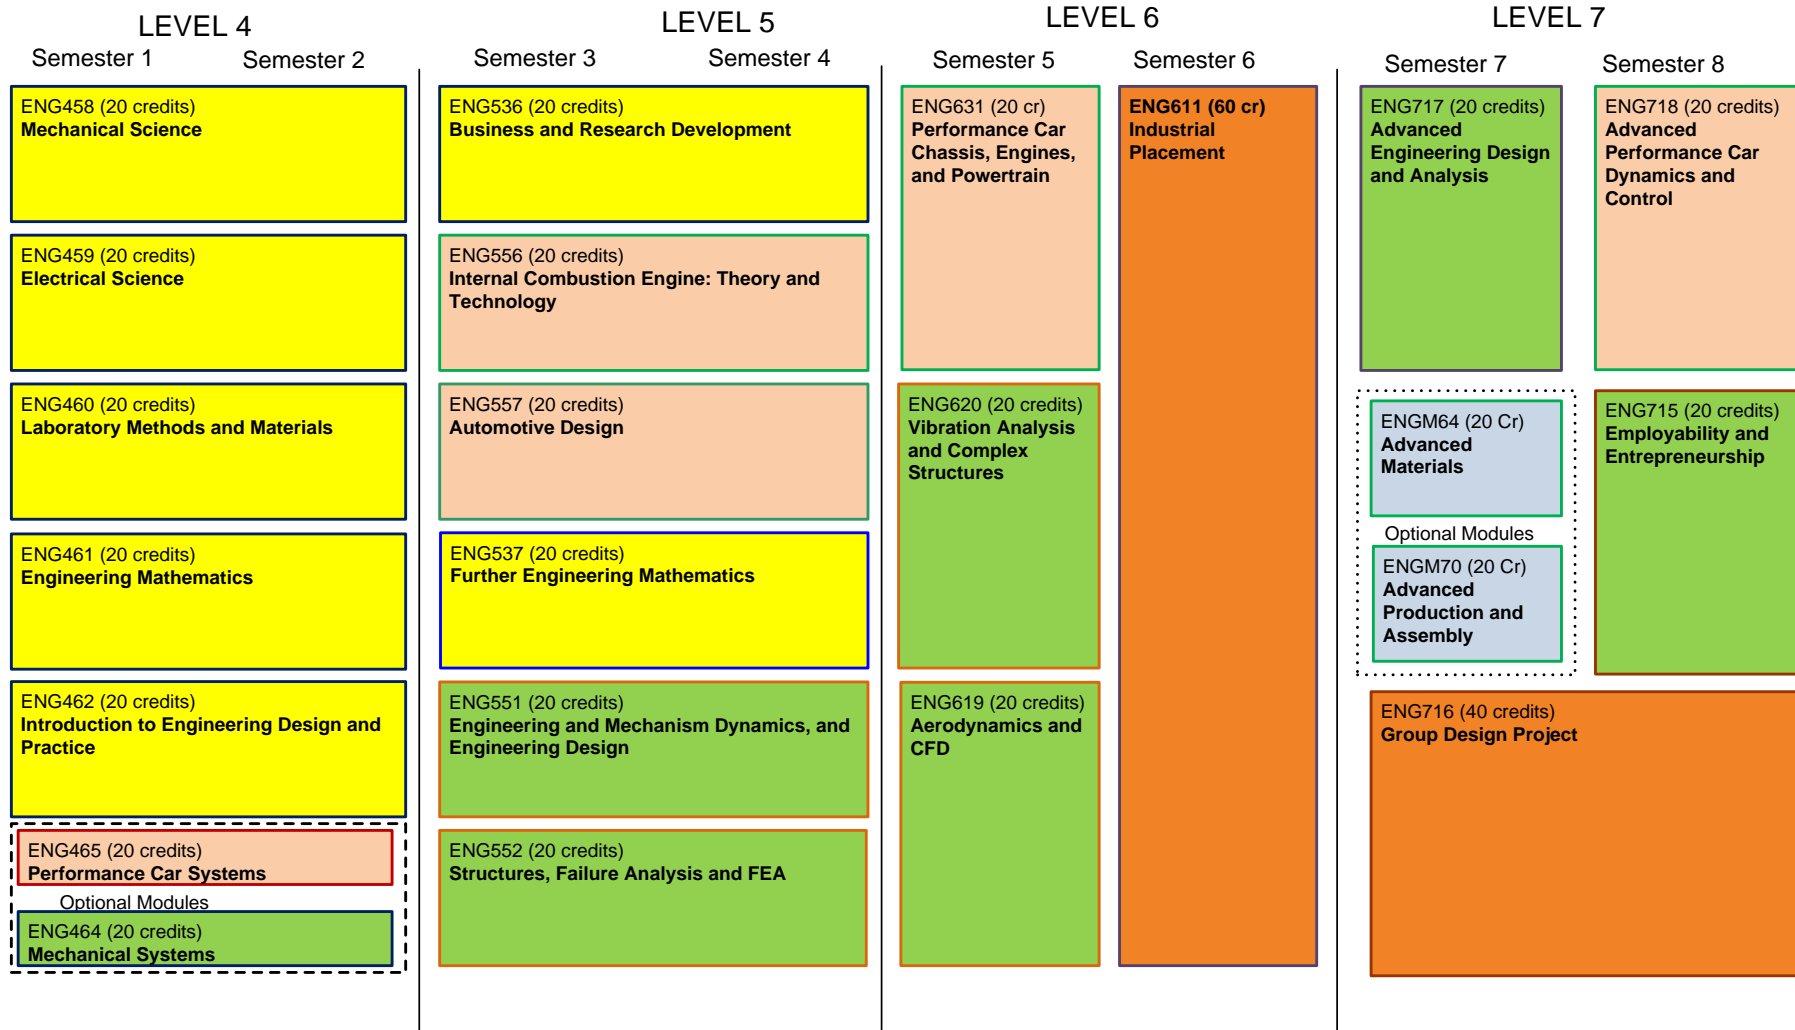 LEVEL 4
Semester 1
Semester 2
ENG458 (20 credits)
Mechanical Science
ENG459 (20 credits)
Electrical Science
ENG460 (20 credits)
Laboratory Methods and Materials
ENG461 (20 credits)
Engineering Mathematics
ENG462 (20 credits)
Introduction to Engineering Design and
Practice
ENG465 (20 credits)
Performance Car Systems
Optional Modules
ENG464 (20 credits)
Mechanical Systems
LEVEL 5
Semester 3
Semester 4
ENG536 (20 credits)
Business and Research Development
ENG556 (20 credits)
Internal Combustion Engine: Theory and
Technology
ENG557 (20 credits)
Automotive Design
ENG537 (20 credits)
Further Engineering Mathematics
ENG551 (20 credits)
Engineering and Mechanism Dynamics, and
Engineering Design
ENG552 (20 credits)
Structures, Failure Analysis and FEA
LEVEL 6
Semester 5
Semester 6
ENG631 (20 cr)
Performance Car
Chassis, Engines,
and Powertrain
ENG620 (20 credits)
Vibration Analysis
and Complex
Structures
ENG619 (20 credits)
Aerodynamics and
CFD
ENG611 (60 cr)
Industrial
Placement
LEVEL 7
Semester 7
Semester 8
ENG717 (20 credits)
Advanced
Engineering Design
and Analysis
ENG718 (20 credits)
Advanced
Performance Car
Dynamics and
Control
ENGM64 (20 Cr)
Advanced
Materials
Optional Modules
ENGM70 (20 Cr)
Advanced
Production and
Assembly
ENG715 (20 credits)
Employability and
Entrepreneurship
ENG716 (40 credits)
Group Design Project